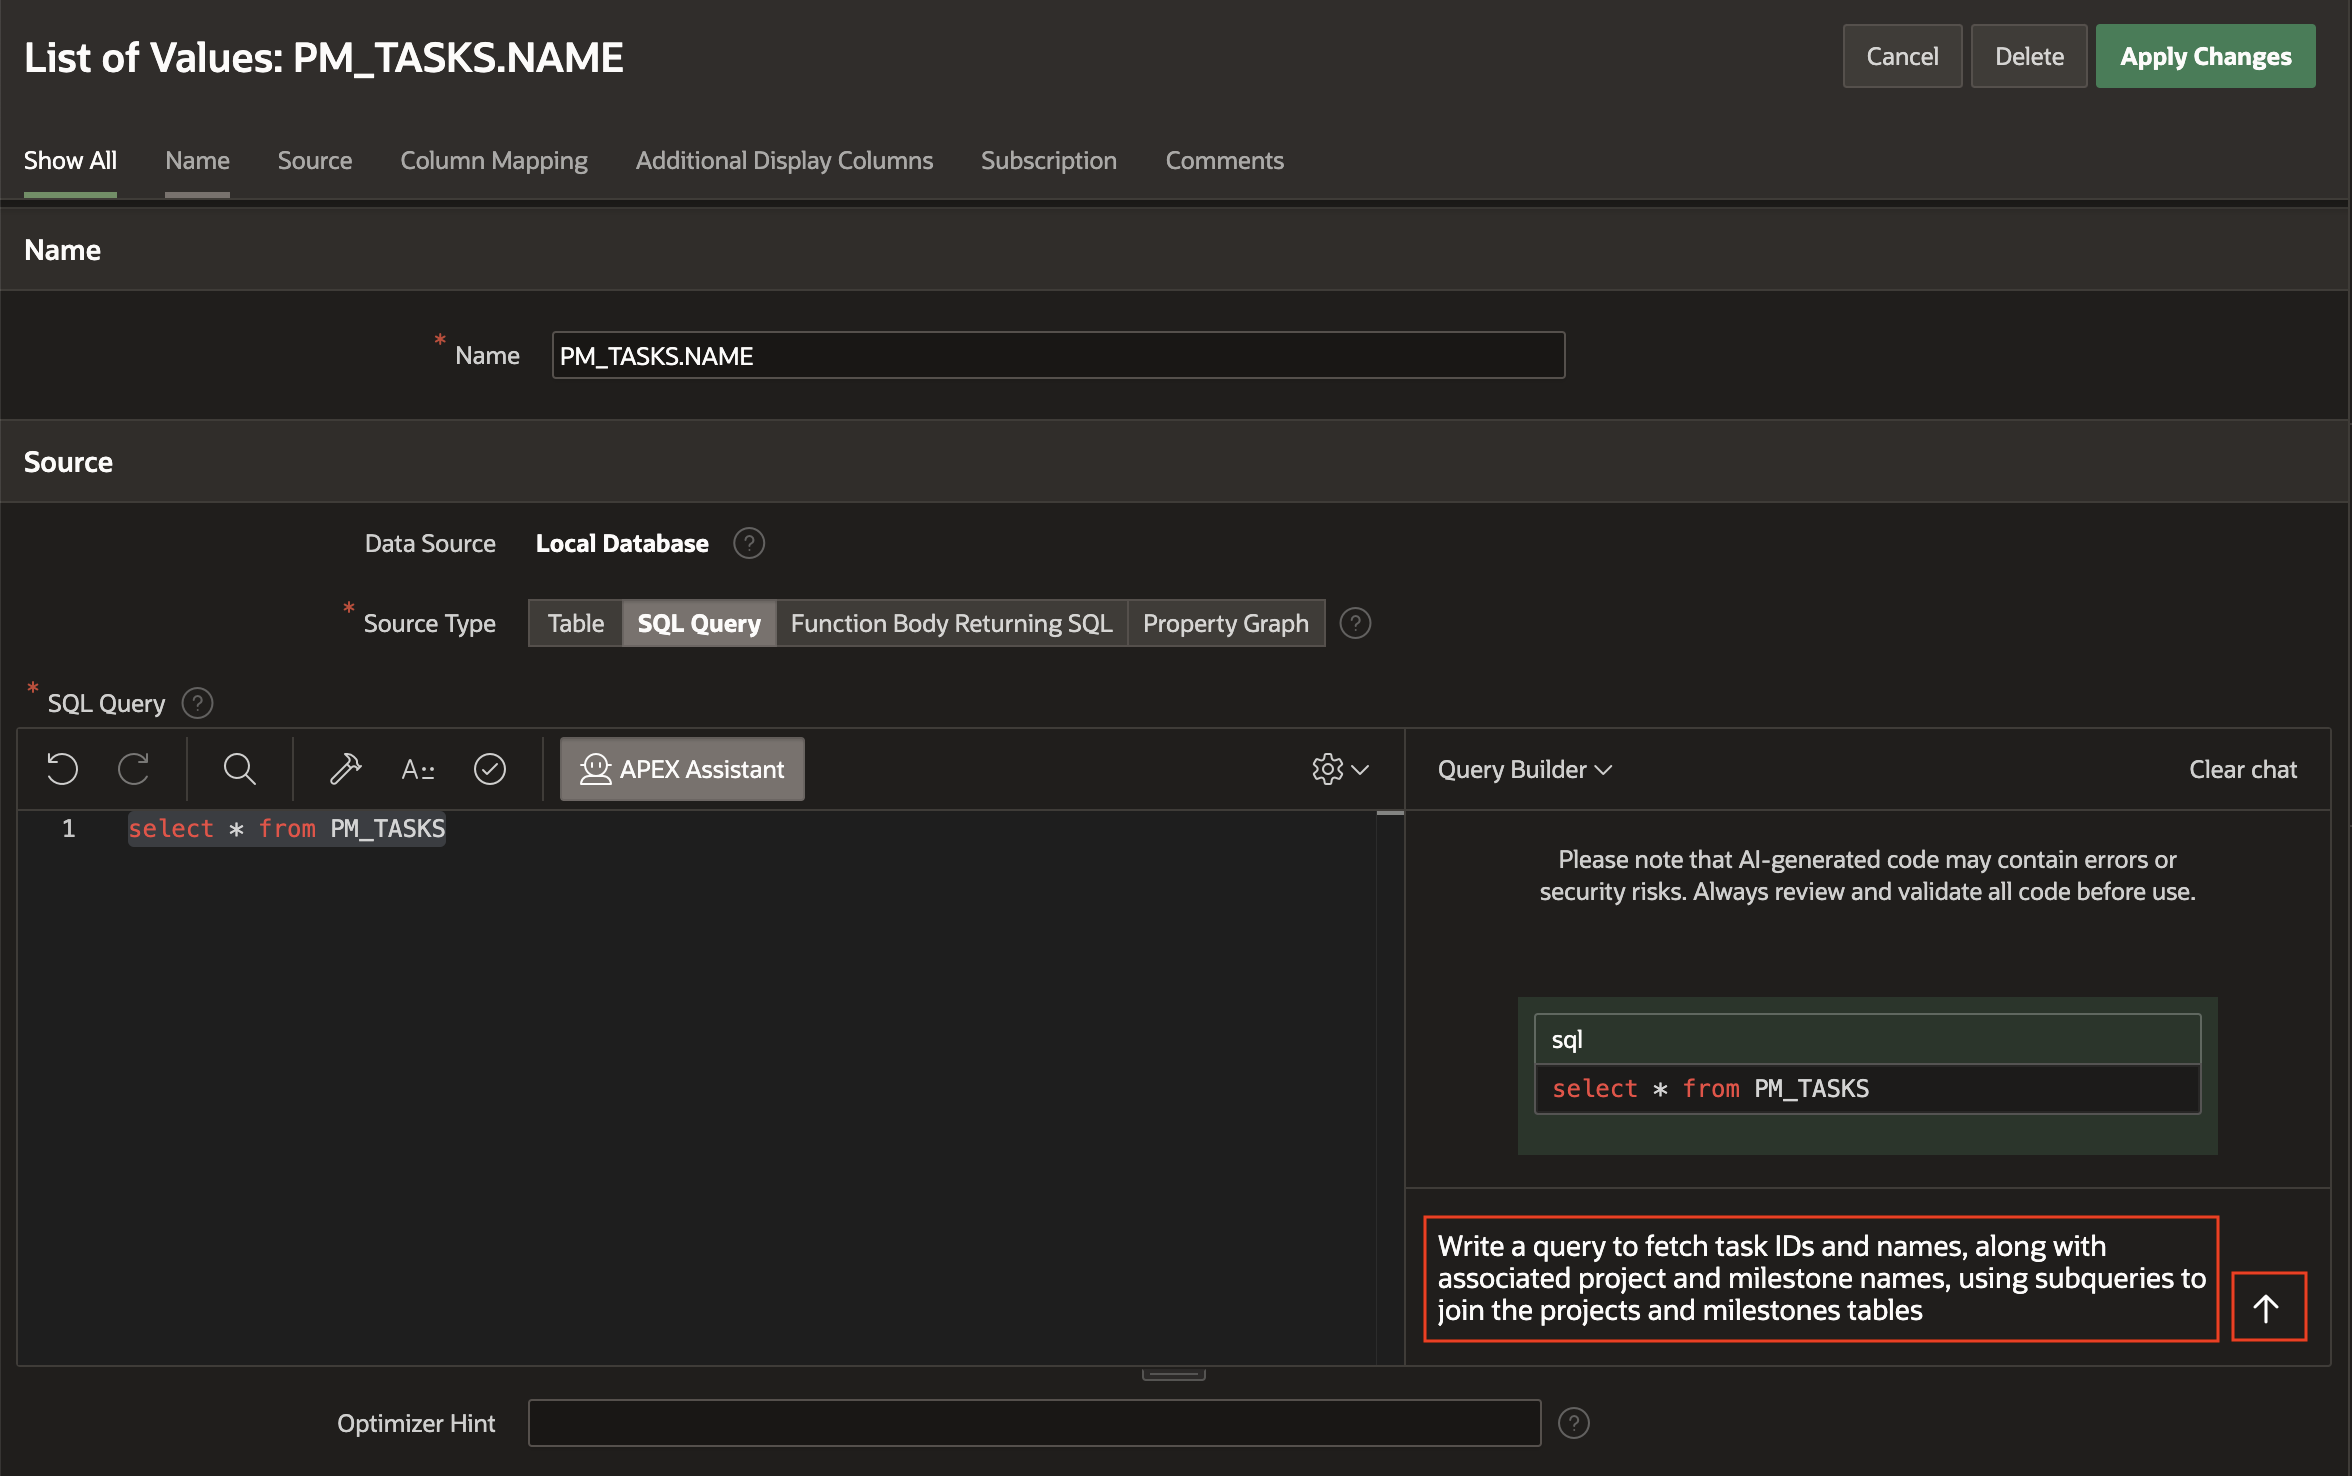 List of Values: PM_TASKS.NAME
Cancel
Delete
Apply Changes
Show All
Name
Source
Column Mapping
Additional Display Columns
Subscription
Comments
Name
* Name
PM_TASKS.NAME
Source
Data Source
Local Database
?
* Source Type
Table
SQL Query
Function Body Returning SQL
Property Graph
?
* SQL Query
?
A::
APEX Assistant
Query Builder
Clear chat
1
select * from PM_TASKS
Please note that AI-generated code may contain errors or
security risks. Always review and validate all code before use.
sql
select * from PM_TASKS
Write a query to fetch task IDs and names, along with
associated project and milestone names, using subqueries to
join the projects and milestones tables
Optimizer Hint
?